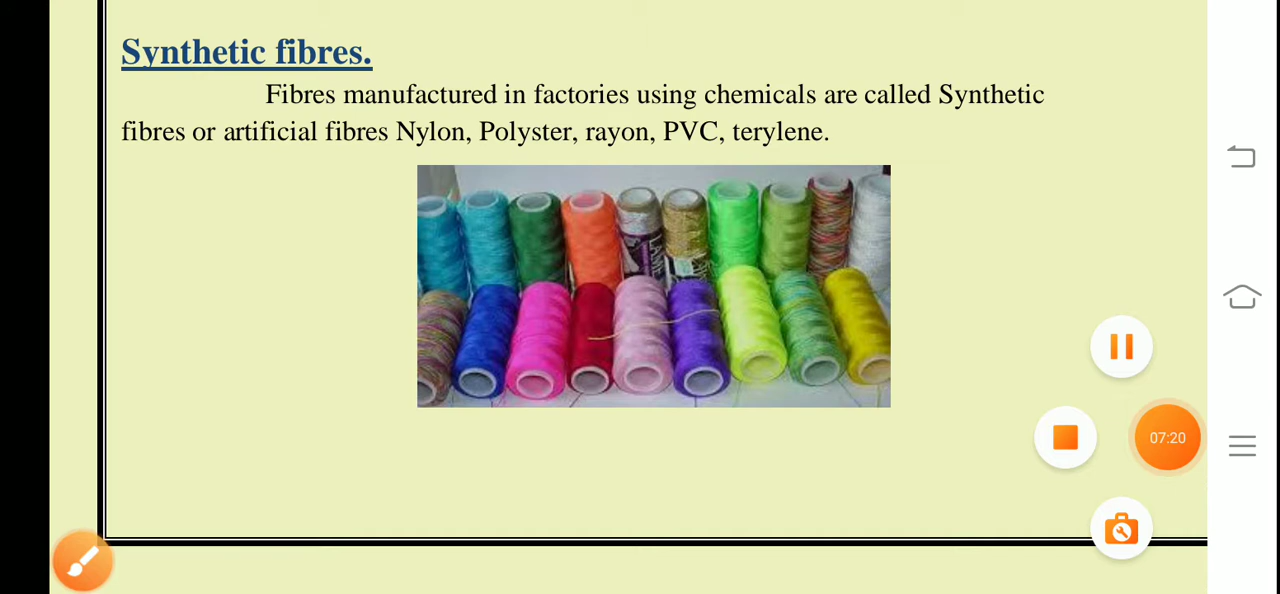 Synthetic fibres.
Fibres manufactured in factories using chemicals are called Synthetic
fibres or artificial fibres Nylon, Polyster, rayon, PVC, terylene.
07:20